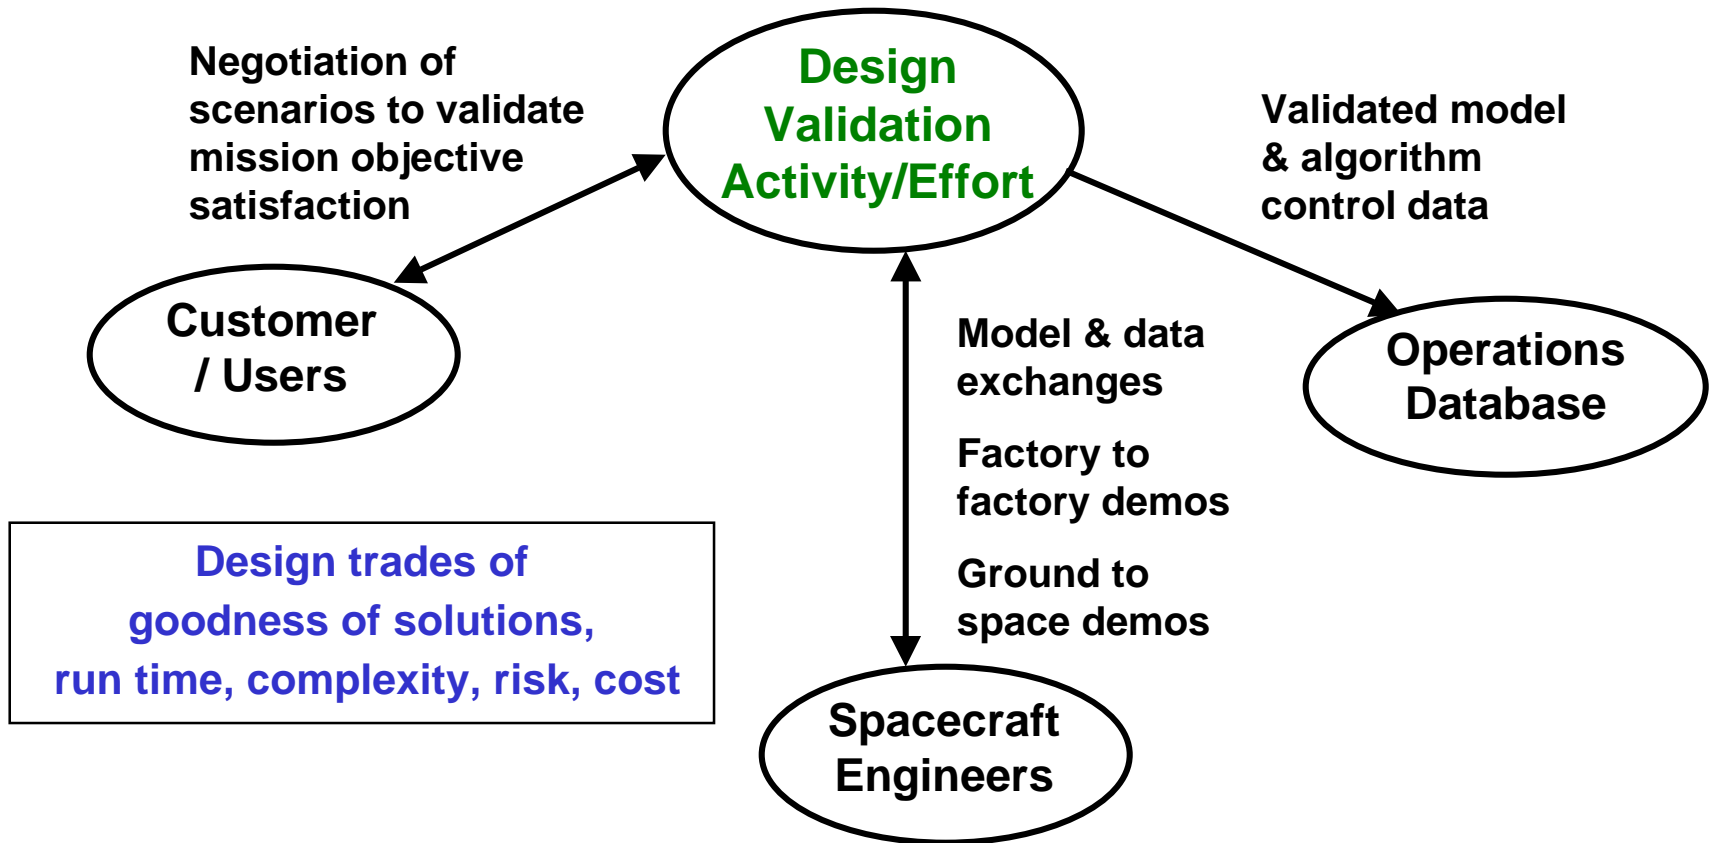 Negotiation of
scenarios to validate
mission objective
satisfaction
Design
Validation
Activity/Effort
Validated model
& algorithm
control data
Customer
/ Users
Model & data
exchanges
Factory to
factory demos
Ground to
space demos
Operations
Database
Design trades of
goodness of solutions,
run time, complexity, risk, cost
Spacecraft
Engineers